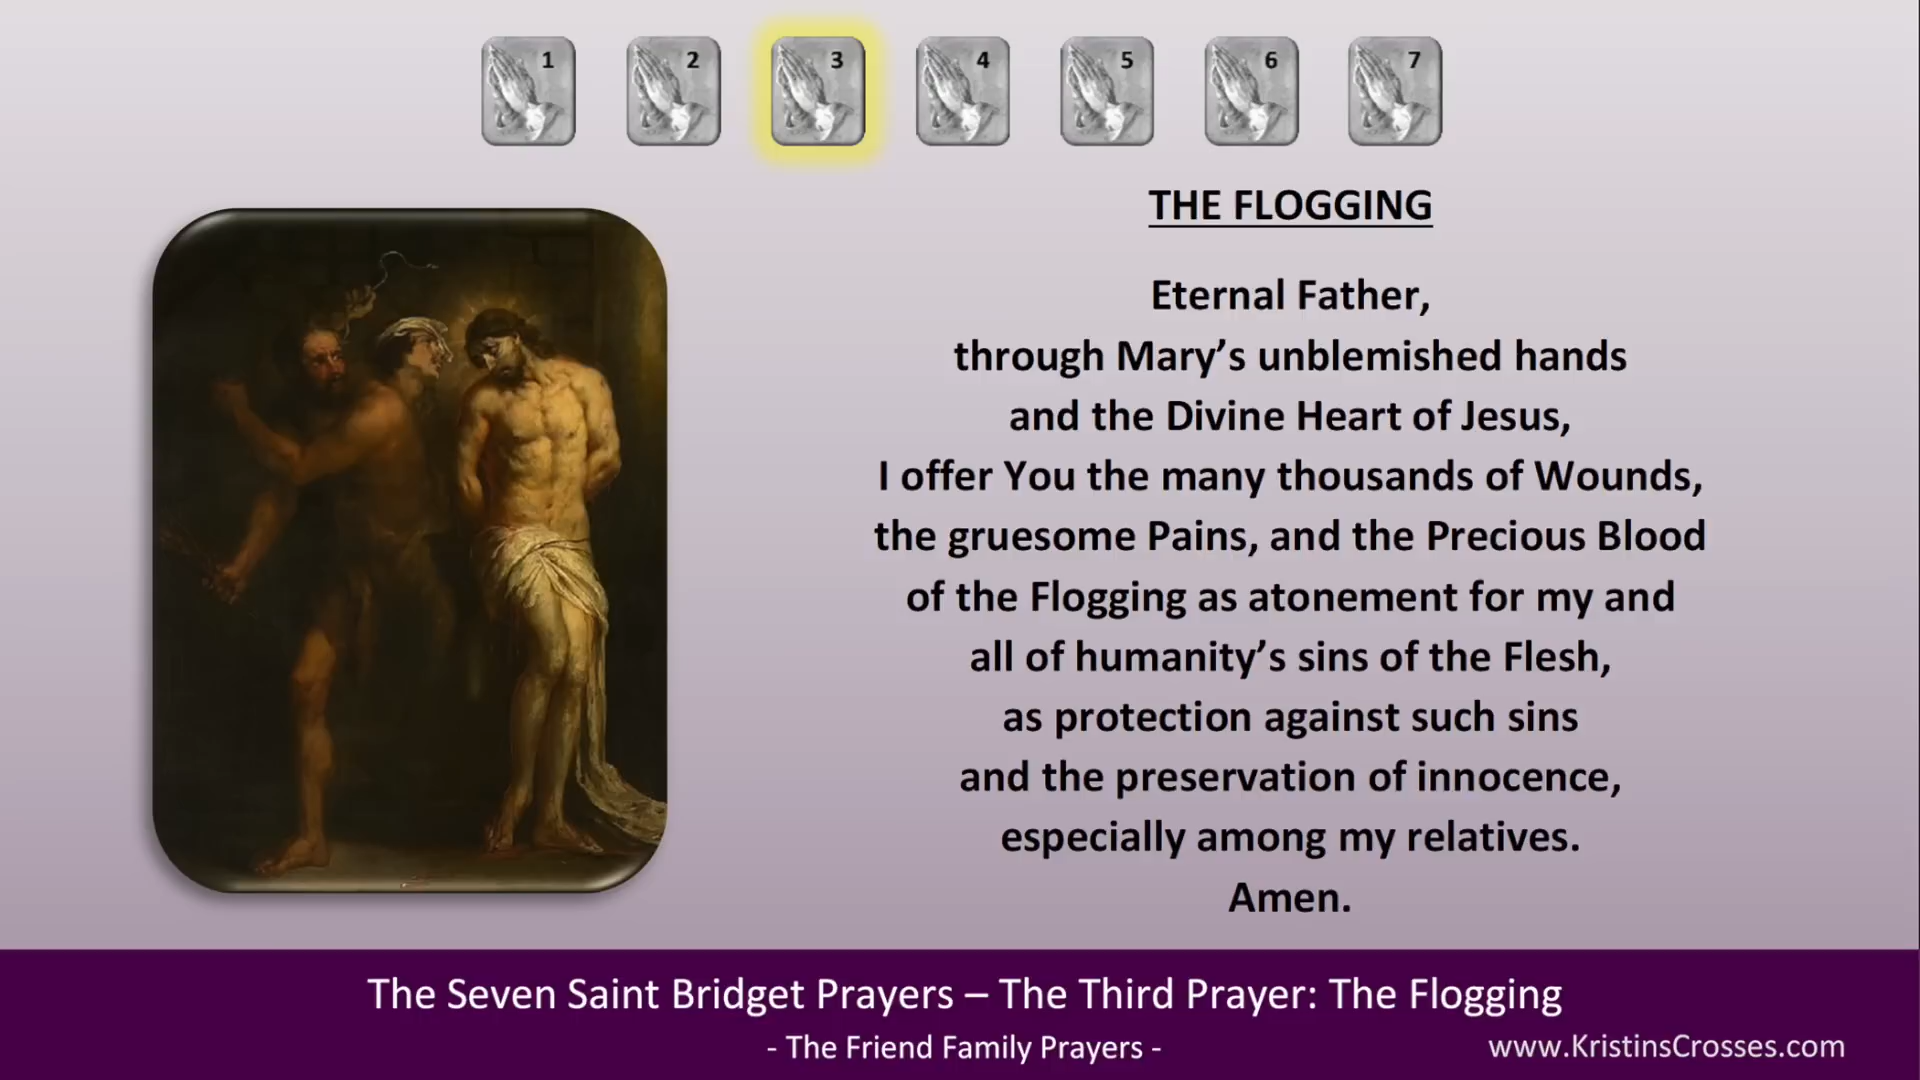 1
2
3
4
5
6
7
THE FLOGGING
Eternal Father,
through Mary’s unblemished hands
and the Divine Heart of Jesus,
I offer You the many thousands of Wounds,
the gruesome Pains, and the Precious Blood
of the Flogging as atonement for my and
all of humanity’s sins of the Flesh,
as protection against such sins
and the preservation of innocence,
especially among my relatives.
Amen.
The Seven Saint Bridget Prayers – The Third Prayer: The Flogging
- The Friend Family Prayers -
www.KristinsCrosses.com